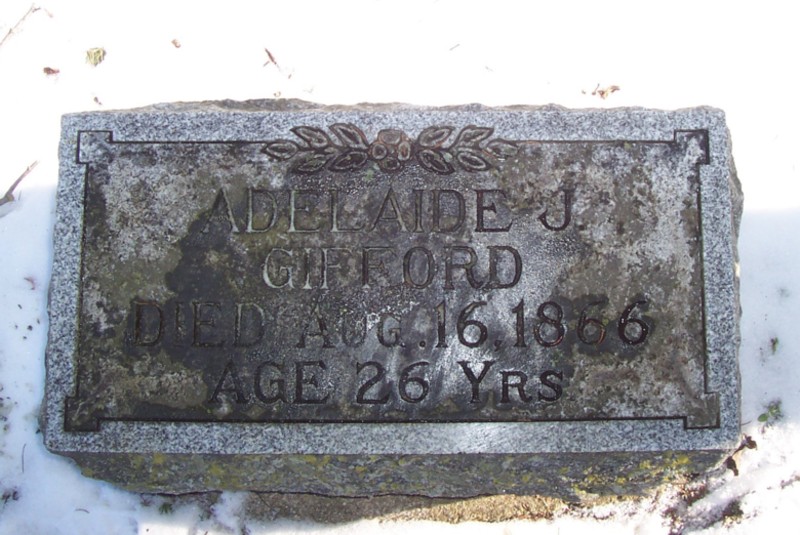 ADELAIDE J.
GIFFORD
DIED AUG. 16, 1866
AGE 26 YRS